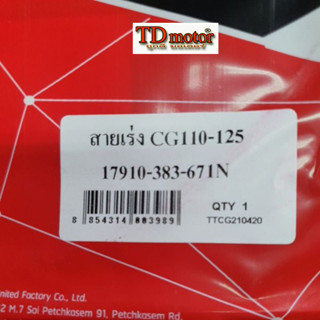 TD motor
สายเร่ง CG110-125
17910-383-671N
QTY 1
8 854314 003989
TTCG210420
nited Factory Co., Ltd.
2 M.7 Soi Petchkasem Petchkasem Rd.